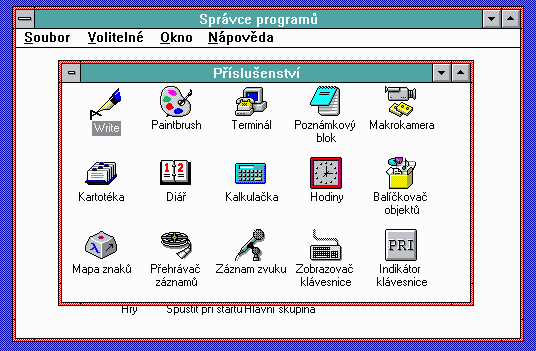 Správce programů
Soubor Volitelné Okno Nápověda
Příslušenství
Write Paintbrush Terminál Poznámkový blok Makrokamera
Kartotéka Diář Kalkulačka Hodiny Balíčkovač objektů
12
λ PRI
Mapa znaků Přehrávač záznamů Záznam zvuku Zobrazovač klávesnice Indikátor klávesnice
Hry Spustit při startu Hlavní skupina